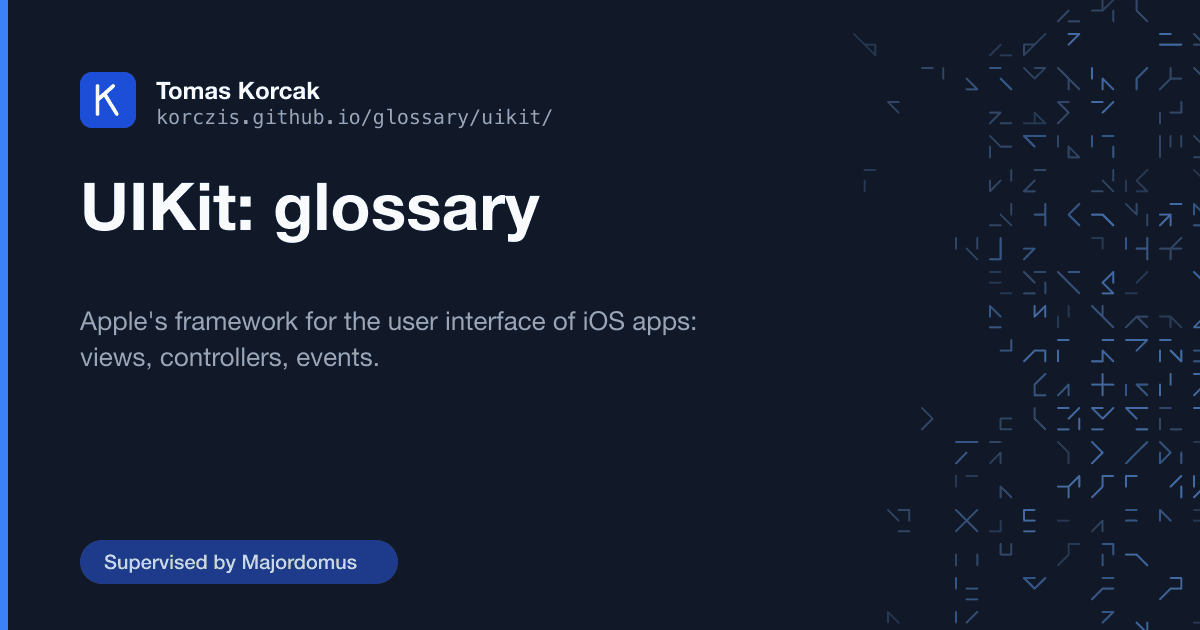 Tomas Korcak
korczis.github.io/glossary/uikit/
UIKit: glossary
Apple's framework for the user interface of iOS apps:
views, controllers, events.
Supervised by Majordomus